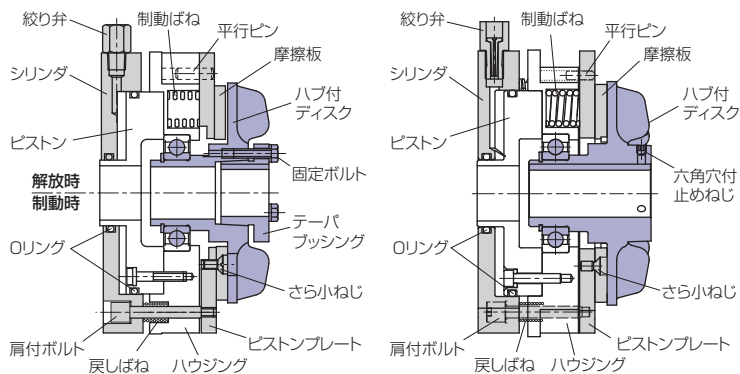 絞り弁
制動ばね
平行ピン
摩擦板
シリンダ
ハブ付
ディスク
ピストン
固定ボルト
解放時
制動時
テーパ
ブッシング
Oリング
さら小ねじ
肩付ボルト
戻しばね
ハウジング
ピストンプレート
絞り弁
制動ばね
平行ピン
摩擦板
シリンダ
ハブ付
ディスク
ピストン
六角穴付
止めねじ
Oリング
さら小ねじ
肩付ボルト
戻しばね
ハウジング
ピストンプレート